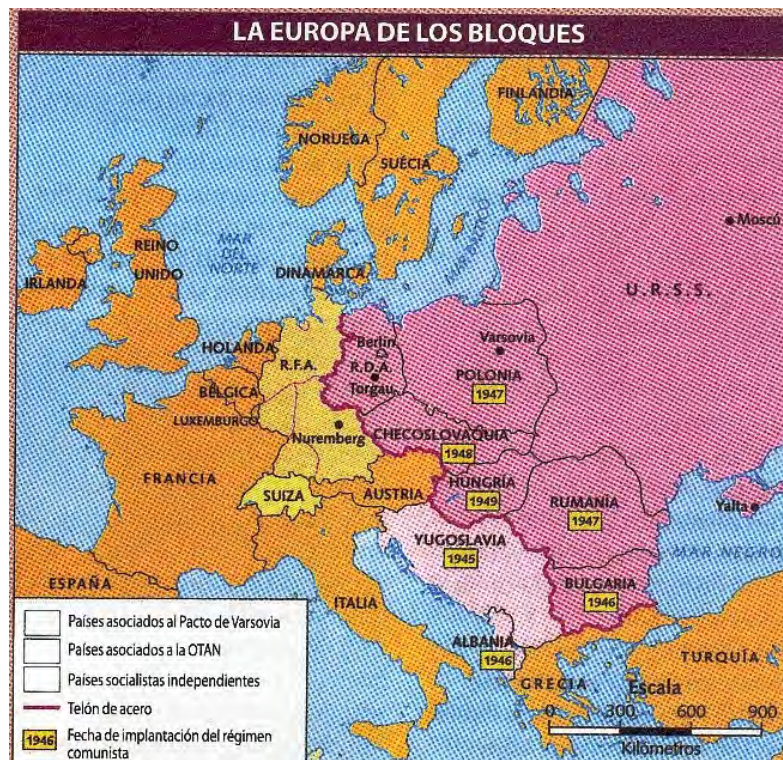 LA EUROPA DE LOS BLOQUES
FINLANDIA
NORUEGA
SUECIA
Moscú
MAR BÁLTICO
REINO
UNIDO
MAR
DEL
NORTE
DINAMARCA
IRLANDA
U.R.S.S.
HOLANDA
R.F.A.
Berlín
R.D.A.
Torgau
Varsovia
POLONIA
1947
BÉLGICA
LUXEMBURGO
Nuremberg
CHECOSLOVAQUIA
1948
FRANCIA
SUIZA
AUSTRIA
HUNGRÍA
1949
RUMANÍA
1947
Yalta
YUGOSLAVIA
1945
MAR NEGRO
ESPAÑA
ITALIA
BULGARIA
1946
ALBANIA
1946
GRECIA
TURQUÍA
Países asociados al Pacto de Varsovia
Países asociados a la OTAN
Países socialistas independientes
Telón de acero
1946 Fecha de implantación del régimen
comunista
Escala
0 300 600 900
Kilómetros